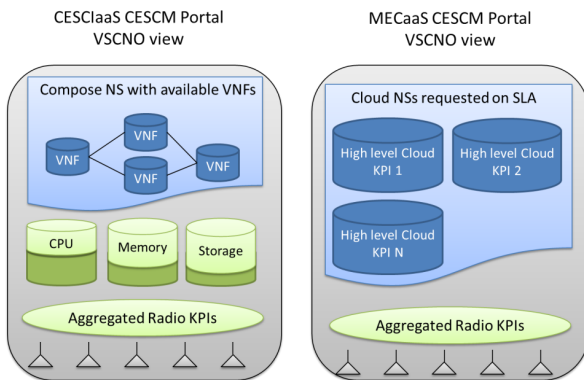 CESCIaaS CESCM Portal
VSCNO view
Compose NS with available VNFs
VNF
VNF
VNF
VNF
CPU
Memory
Storage
Aggregated Radio KPIs
MECaaS CESCM Portal
VSCNO view
Cloud NSs requested on SLA
High level Cloud
KPI 1
High level Cloud
KPI 2
High level Cloud
KPI N
Aggregated Radio KPIs